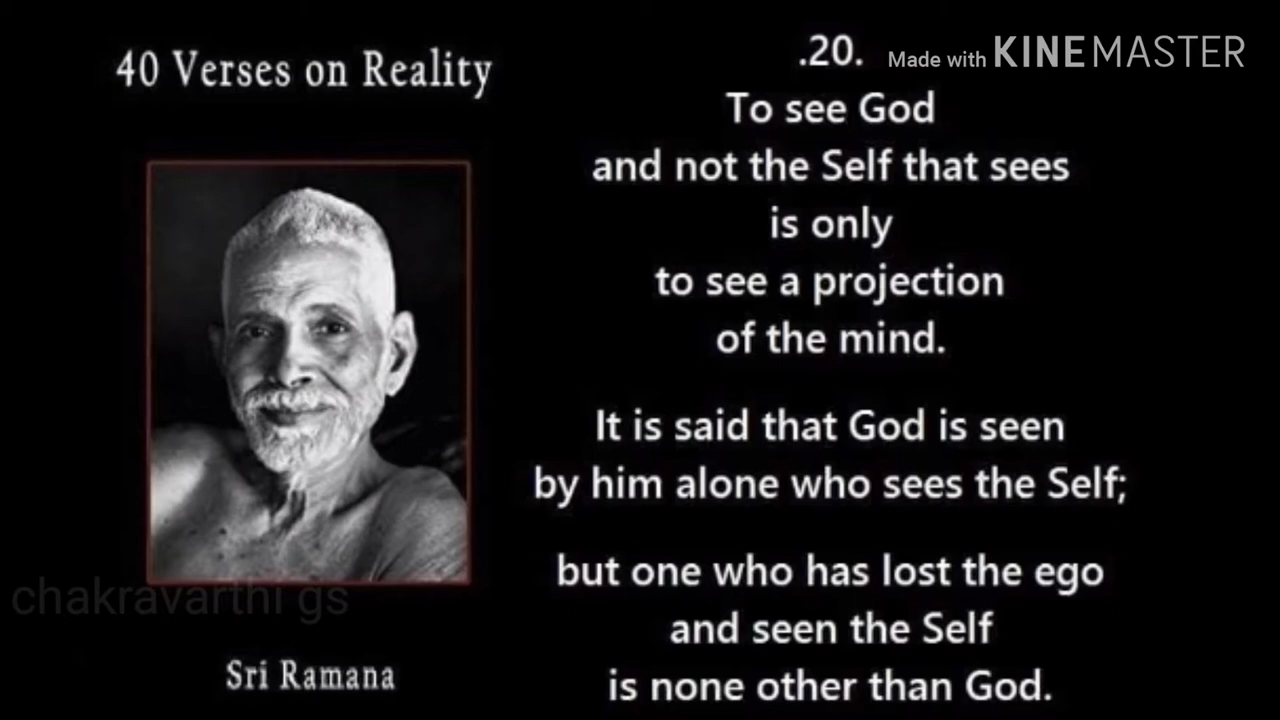 40 Verses on Reality
chakravarthi gs
Sri Ramana
.20.
Made with KINEMASTER
To see God
and not the Self that sees
is only
to see a projection
of the mind.
It is said that God is seen
by him alone who sees the Self;
but one who has lost the ego
and seen the Self
is none other than God.